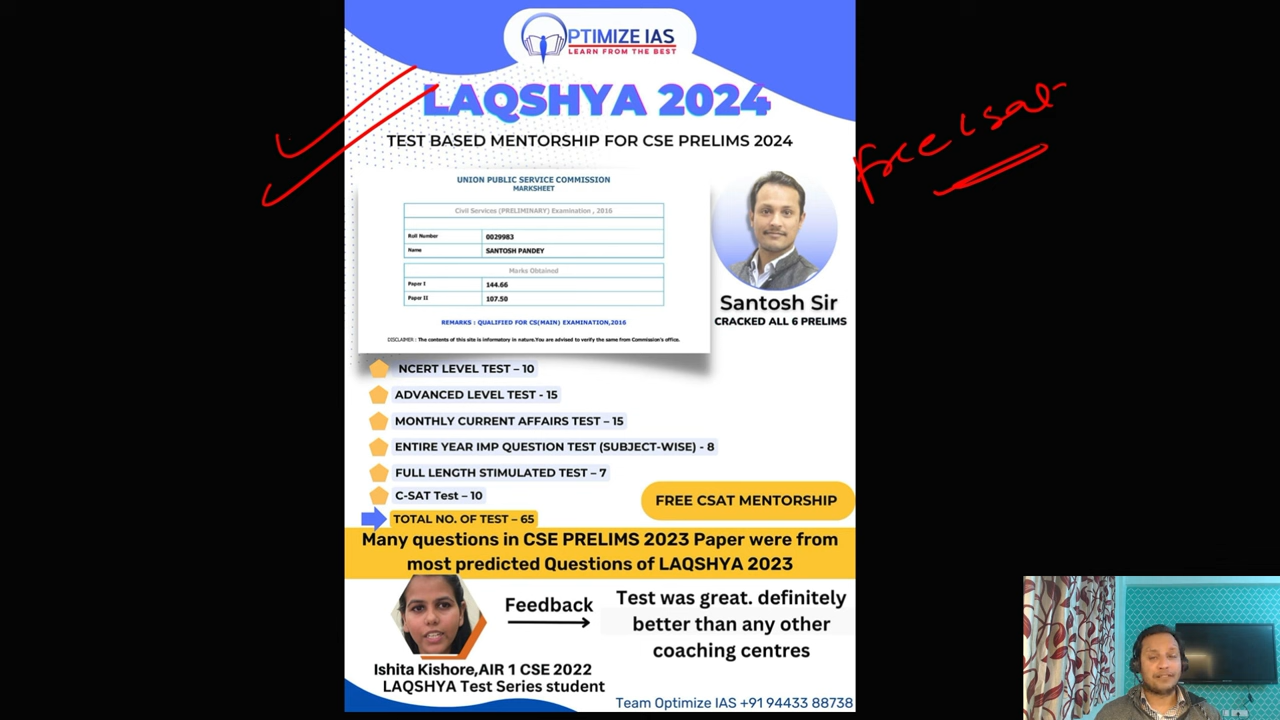 OPTIMIZE IAS
LEARN FROM THE BEST
LAQSHYA 2024
TEST BASED MENTORSHIP FOR CSE PRELIMS 2024
free csat
UNION PUBLIC SERVICE COMMISSION
MARKSHEET
Civil Services (PRELIMINARY) Examination , 2016
Roll Number 0029983
Name SANTOSH PANDEY
Marks Obtained
Paper I 144.66
Paper II 107.50
REMARKS : QUALIFIED FOR CS(MAIN) EXAMINATION,2016
DISCLAIMER : The contents of this site is informatory in nature.You are advised to verify the same from Commission's office.
Santosh Sir
CRACKED ALL 6 PRELIMS
NCERT LEVEL TEST – 10
ADVANCED LEVEL TEST - 15
MONTHLY CURRENT AFFAIRS TEST – 15
ENTIRE YEAR IMP QUESTION TEST (SUBJECT-WISE) - 8
FULL LENGTH STIMULATED TEST – 7
C-SAT Test – 10
FREE CSAT MENTORSHIP
TOTAL NO. OF TEST – 65
Many questions in CSE PRELIMS 2023 Paper were from
most predicted Questions of LAQSHYA 2023
Feedback
Test was great. definitely
better than any other
coaching centres
Ishita Kishore,AIR 1 CSE 2022
LAQSHYA Test Series student
Team Optimize IAS +91 94433 88738